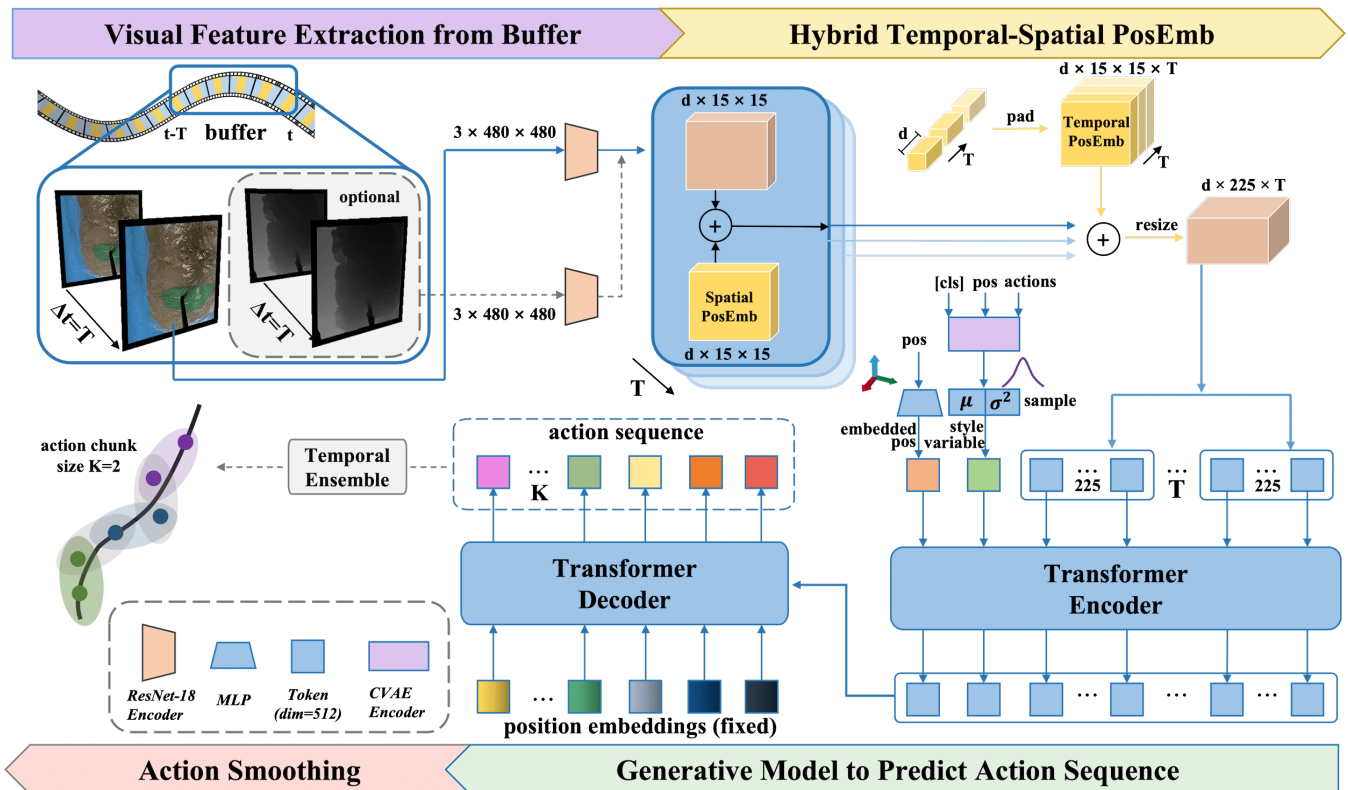 Visual Feature Extraction from Buffer
Hybrid Temporal-Spatial PosEmb
t-T buffer t
optional
Δt=T
Δt=T
3 × 480 × 480
3 × 480 × 480
d × 15 × 15
+
Spatial
PosEmb
d × 15 × 15
T
d
T
pad
d × 15 × 15 × T
Temporal
PosEmb
T
+
resize
d × 225 × T
[cls] pos actions
pos
μ σ²
sample
embedded
pos
style
variable
...
225
T
...
225
...
action chunk
size K=2
Temporal
Ensemble
action sequence
...
K
Transformer
Decoder
Transformer
Encoder
...
position embeddings (fixed)
... ... ...
ResNet-18
Encoder
MLP
Token
(dim=512)
CVAE
Encoder
Action Smoothing
Generative Model to Predict Action Sequence